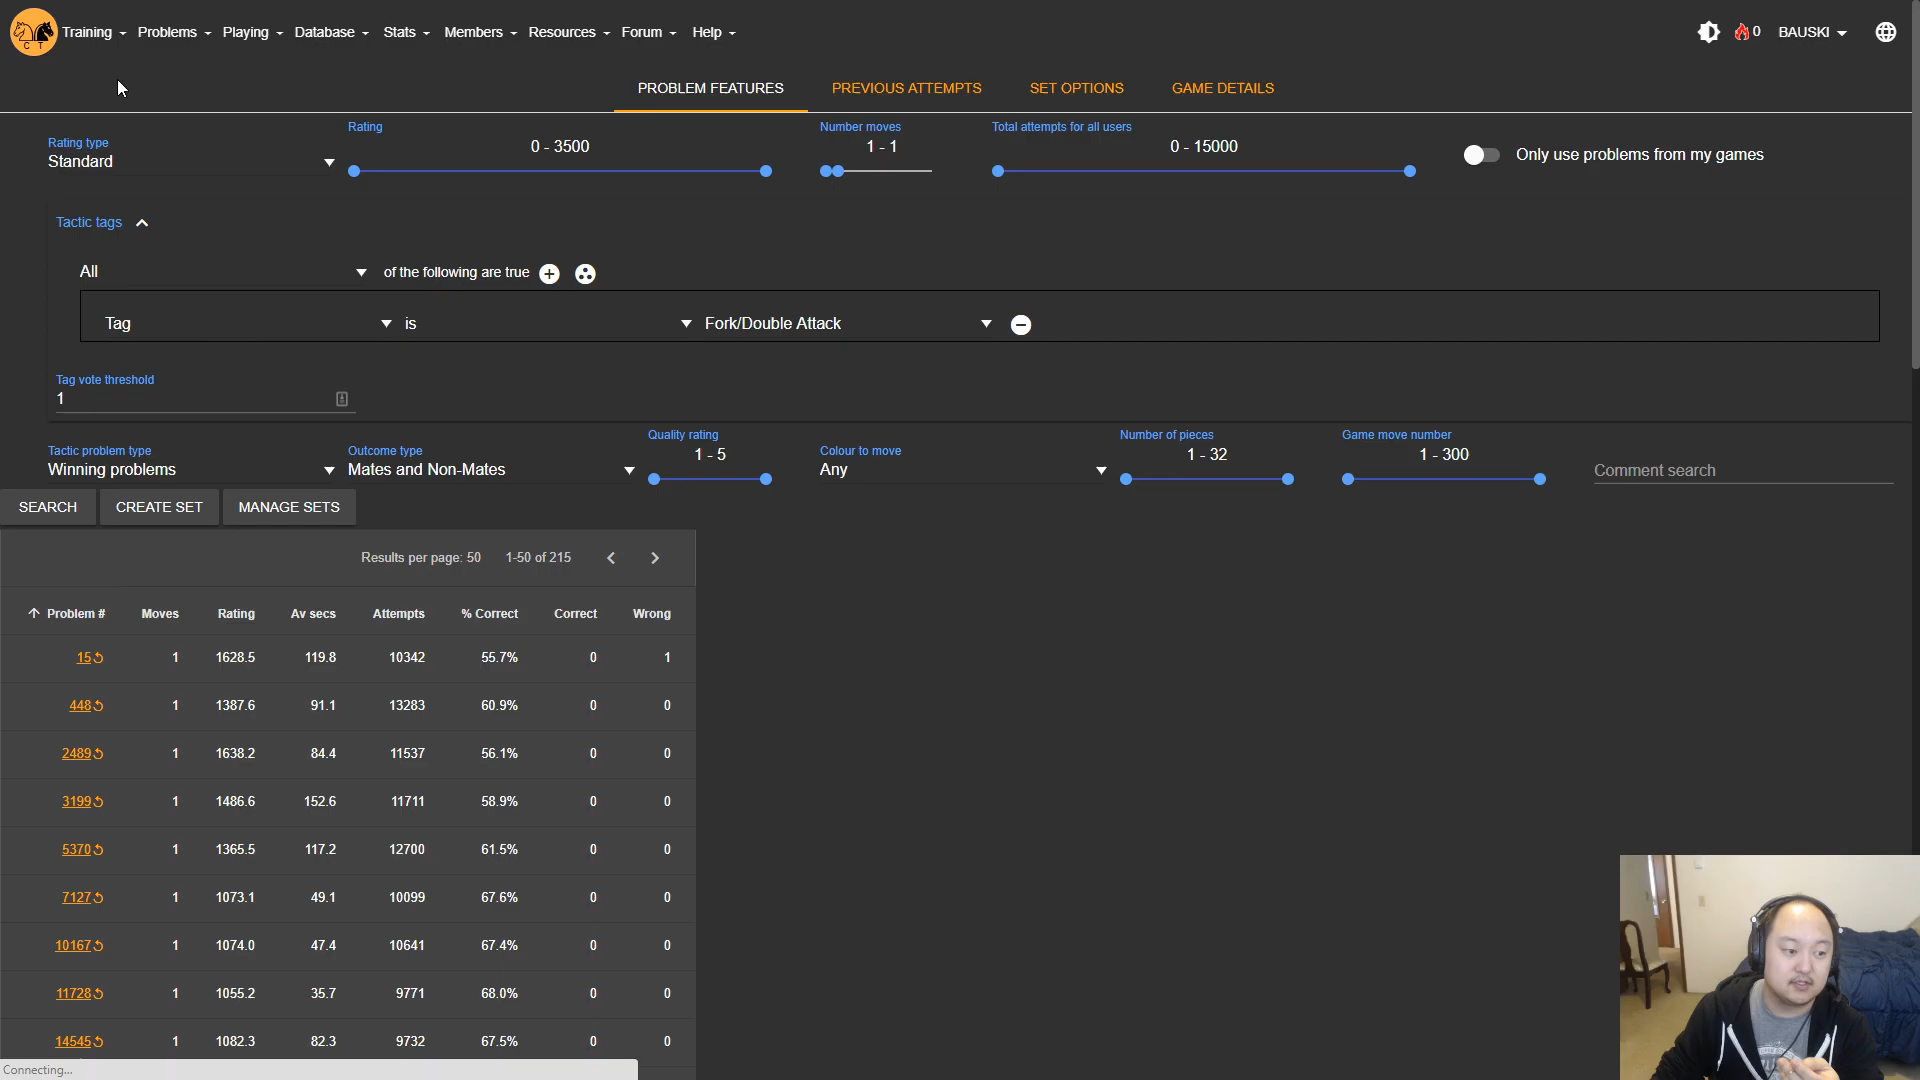 CT Training Problems Playing Database Stats Members Resources Forum Help 0 BAUSKI
PROBLEM FEATURES PREVIOUS ATTEMPTS SET OPTIONS GAME DETAILS
Rating type
Standard
Rating
0 - 3500
Number moves
1 - 1
Total attempts for all users
0 - 15000
Only use problems from my games
Tactic tags
All of the following are true
Tag is Fork/Double Attack
Tag vote threshold
1
Tactic problem type
Winning problems
Outcome type
Mates and Non-Mates
Quality rating
1 - 5
Colour to move
Any
Number of pieces
1 - 32
Game move number
1 - 300
Comment search
SEARCH CREATE SET MANAGE SETS
Results per page: 50 1-50 of 215
Problem # Moves Rating Av secs Attempts % Correct Correct Wrong
15 1 1628.5 119.8 10342 55.7% 0 1
448 1 1387.6 91.1 13283 60.9% 0 0
2489 1 1638.2 84.4 11537 56.1% 0 0
3199 1 1486.6 152.6 11711 58.9% 0 0
5370 1 1365.5 117.2 12700 61.5% 0 0
7127 1 1073.1 49.1 10099 67.6% 0 0
10167 1 1074.0 47.4 10641 67.4% 0 0
11728 1 1055.2 35.7 9771 68.0% 0 0
14545 1 1082.3 82.3 9732 67.5% 0 0
Connecting...